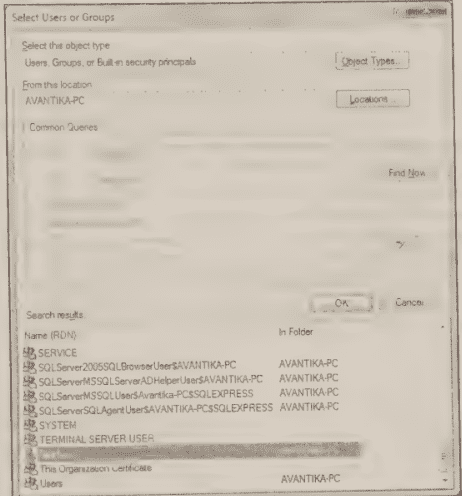 Select Users or Groups
Select this object type
Users, Groups, or Built-in security principals
Object Types...
From this location
AVANTIKA-PC
Locations...
Common Queries
Find Now
OK
Cancel
Search results
Name (RDN)
In Folder
SERVICE
SQLServer2005SQLBrowserUser$AVANTIKA-PC AVANTIKA-PC
SQLServerMSSQLServerADHelperUser$AVANTIKA-PC AVANTIKA-PC
SQLServerMSSQLUser$Avantika-PC$SQLEXPRESS AVANTIKA-PC
SQLServerSQLAgentUser$AVANTIKA-PC$SQLEXPRESS AVANTIKA-PC
SYSTEM
TERMINAL SERVER USER
This Organization Certificate
Users AVANTIKA-PC